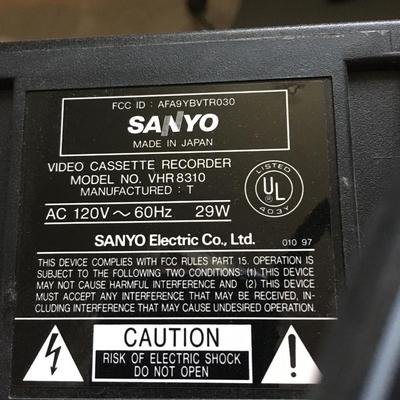 FCC ID : AFA9YBVTR030
SANYO
MADE IN JAPAN
VIDEO CASSETTE RECORDER
MODEL NO. VHR 8310
MANUFACTURED : T
LISTED
UL
403Y
AC 120V ~ 60Hz 29W
SANYO Electric Co., Ltd. 010 97
THIS DEVICE COMPLIES WITH FCC RULES PART 15. OPERATION IS
SUBJECT TO THE FOLLOWING TWO CONDITIONS: (1) THIS DEVICE
MAY NOT CAUSE HARMFUL INTERFERENCE AND (2) THIS DEVICE
MUST ACCEPT ANY INTERFERENCE THAT MAY BE RECEIVED, IN-
CLUDING INTERFERENCE THAT MAY CAUSE UNDESIRED OPERATION.
CAUTION
RISK OF ELECTRIC SHOCK
DO NOT OPEN